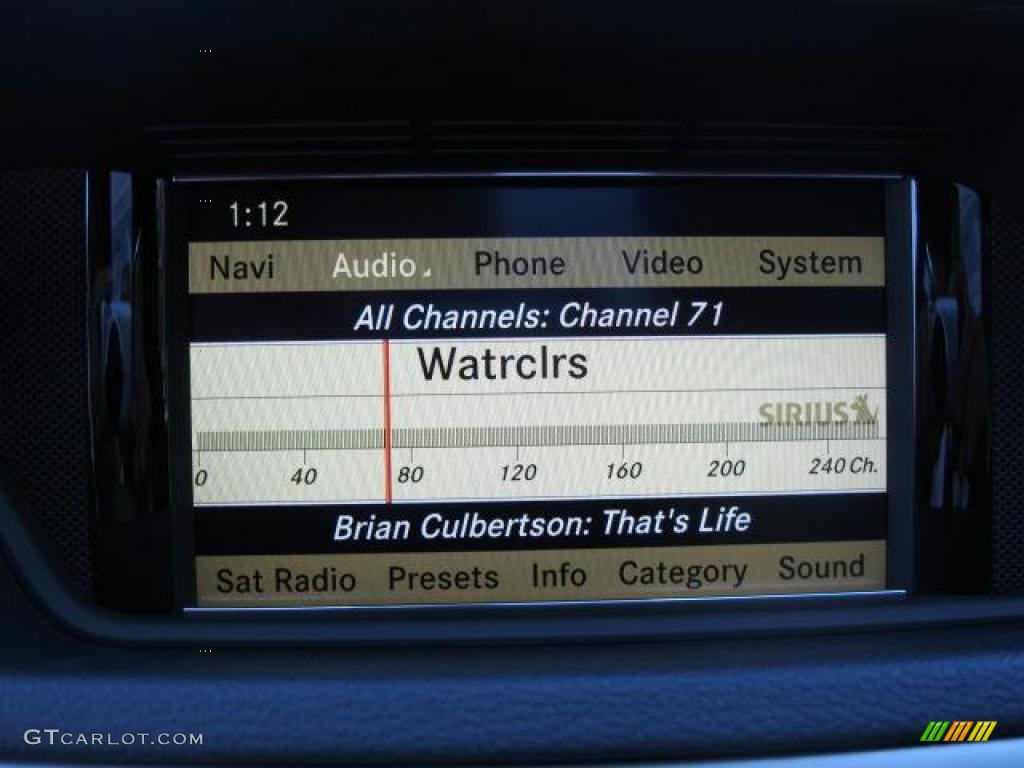 1:12
Navi Audio Phone Video System
All Channels: Channel 71
Watrclrs
SIRIUS
0 40 80 120 160 200 240 Ch.
Brian Culbertson: That's Life
Sat Radio Presets Info Category Sound
GTCARLOT.COM